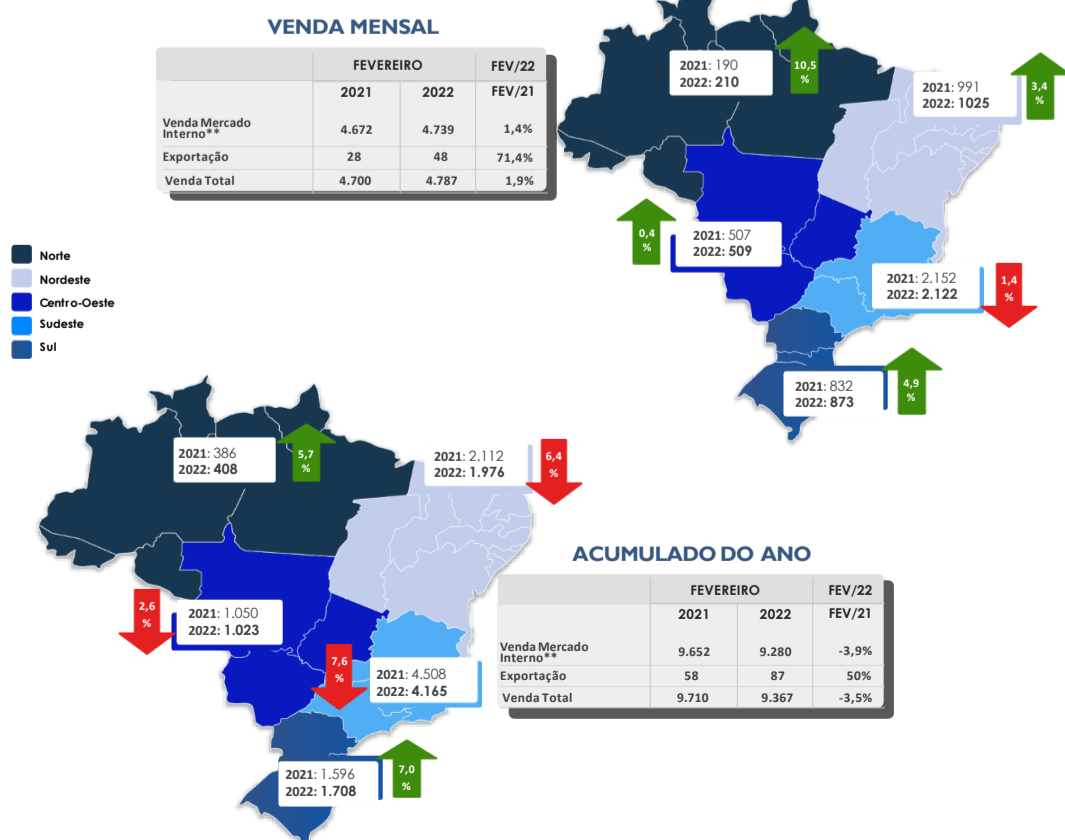 VENDA MENSAL
FEVEREIRO FEV/22
2021 2022 FEV/21
Venda Mercado
Interno** 4.672 4.739 1,4%
Exportação 28 48 71,4%
Venda Total 4.700 4.787 1,9%
2021: 190
2022: 210
10,5
%
2021: 991
2022: 1025
3,4
%
0,4
%
2021: 507
2022: 509
2021: 2.152
2022: 2.122
1,4
%
2021: 832
2022: 873
4,9
%
Norte
Nordeste
Centro-Oeste
Sudeste
Sul
2021: 386
2022: 408
5,7
%
2021: 2.112
2022: 1.976
6,4
%
2,6
%
2021: 1.050
2022: 1.023
7,6
%
2021: 4.508
2022: 4.165
2021: 1.596
2022: 1.708
7,0
%
ACUMULADO DO ANO
FEVEREIRO FEV/22
2021 2022 FEV/21
Venda Mercado
Interno** 9.652 9.280 -3,9%
Exportação 58 87 50%
Venda Total 9.710 9.367 -3,5%